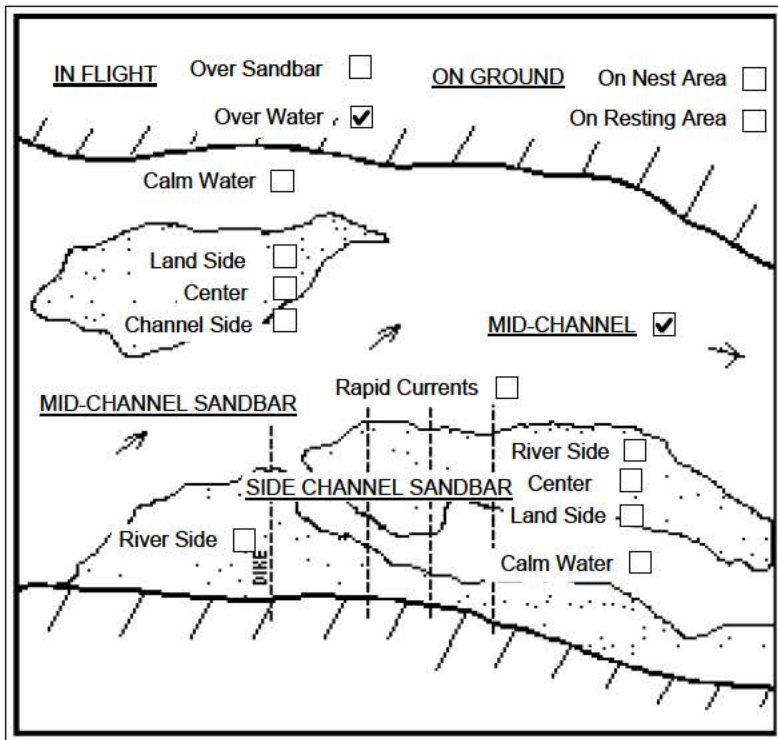 IN FLIGHT
Over Sandbar
ON GROUND
On Nest Area
Over Water
On Resting Area
Calm Water
Land Side
Center
Channel Side
MID-CHANNEL
Rapid Currents
MID-CHANNEL SANDBAR
River Side
SIDE CHANNEL SANDBAR
Center
Land Side
River Side
DIKE
Calm Water